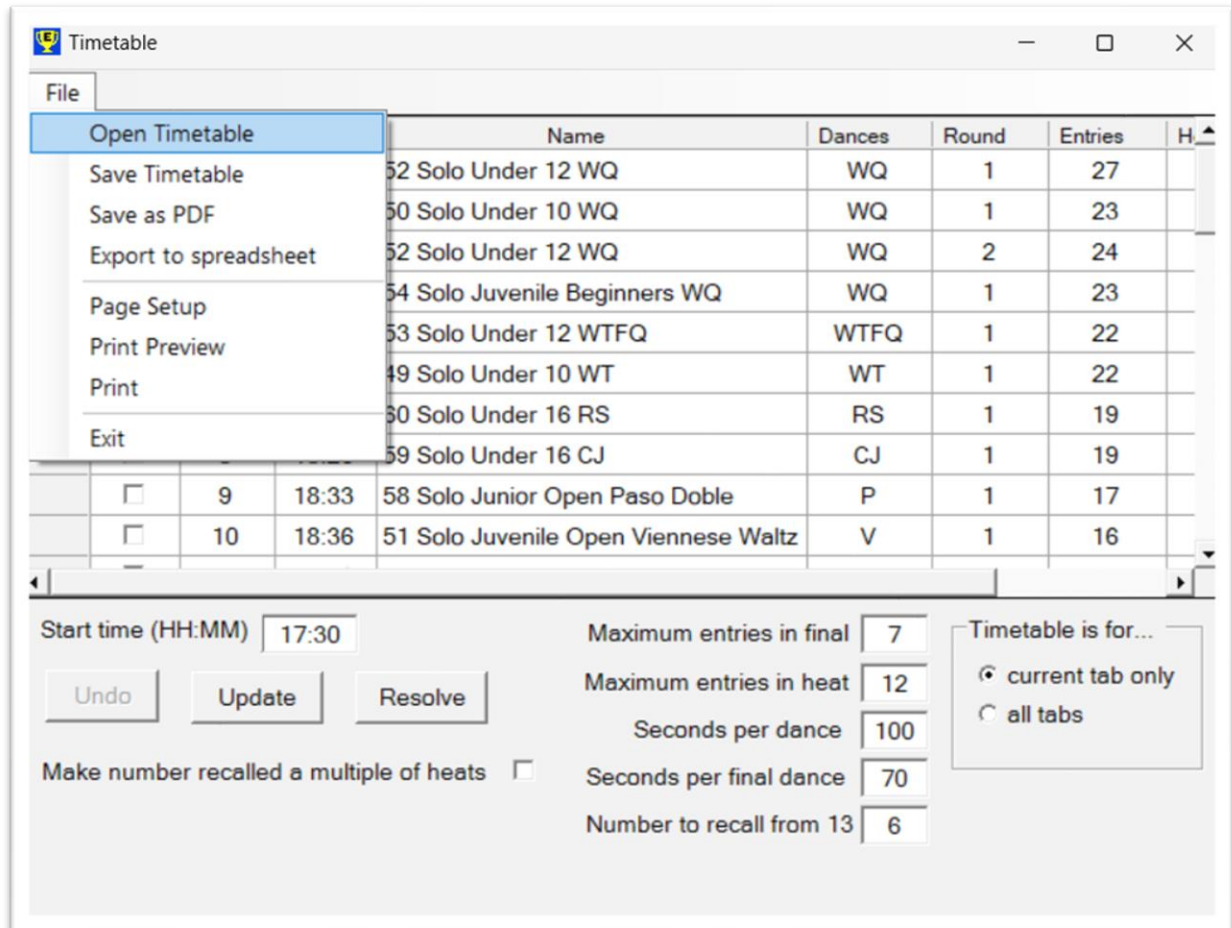 Timetable
File
Open Timetable
Save Timetable
Save as PDF
Export to spreadsheet
Page Setup
Print Preview
Print
Exit
Name Dances Round Entries
52 Solo Under 12 WQ WQ 1 27
50 Solo Under 10 WQ WQ 1 23
52 Solo Under 12 WQ WQ 2 24
54 Solo Juvenile Beginners WQ WQ 1 23
53 Solo Under 12 WTFQ WTFQ 1 22
49 Solo Under 10 WT WT 1 22
60 Solo Under 16 RS RS 1 19
59 Solo Under 16 CJ CJ 1 19
9 18:33 58 Solo Junior Open Paso Doble P 1 17
10 18:36 51 Solo Juvenile Open Viennese Waltz V 1 16
Start time (HH:MM) 17:30
Undo Update Resolve
Make number recalled a multiple of heats
Maximum entries in final 7
Maximum entries in heat 12
Seconds per dance 100
Seconds per final dance 70
Number to recall from 13 6
Timetable is for...
current tab only
all tabs